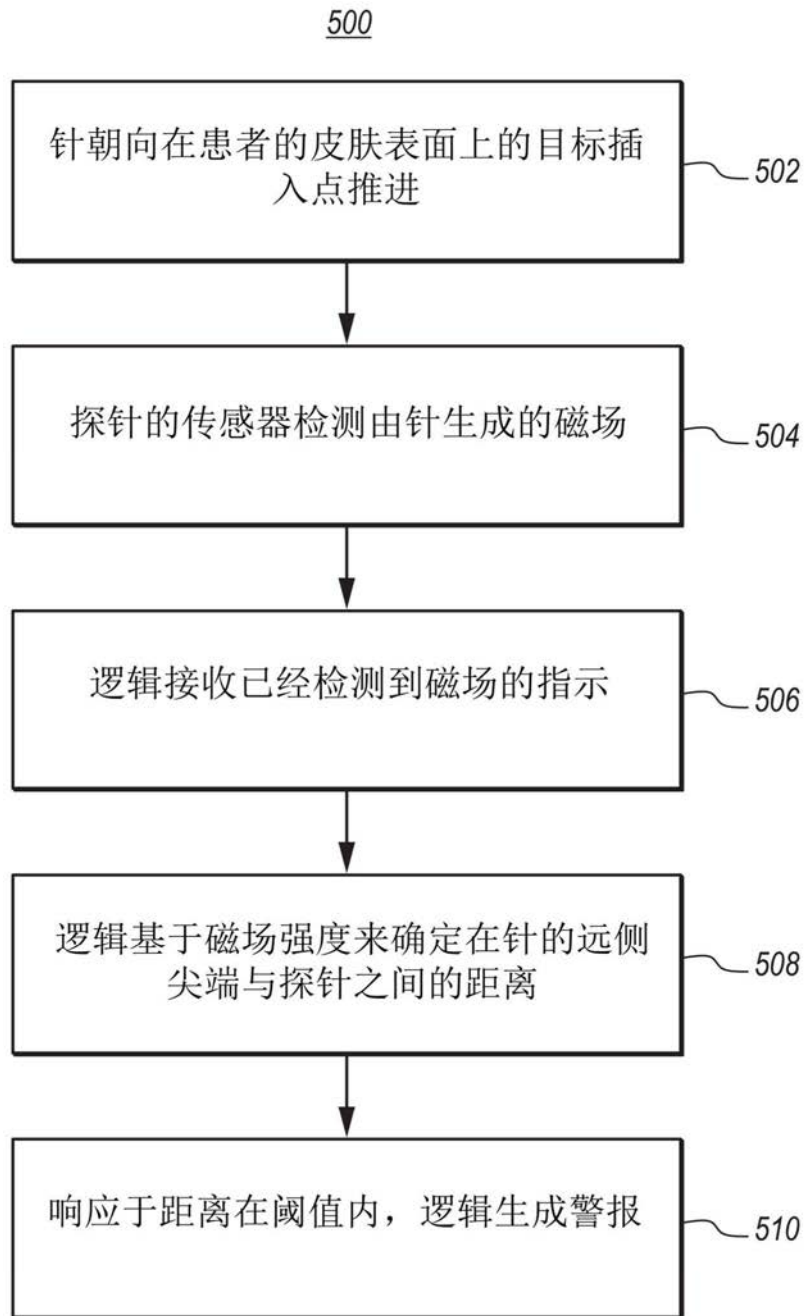 500
针朝向在患者的皮肤表面上的目标插
入点推进
502
探针的传感器检测由针生成的磁场
504
逻辑接收已经检测到磁场的指示
506
逻辑基于磁场强度来确定在针的远侧
尖端与探针之间的距离
508
响应于距离在阈值内，逻辑生成警报
510